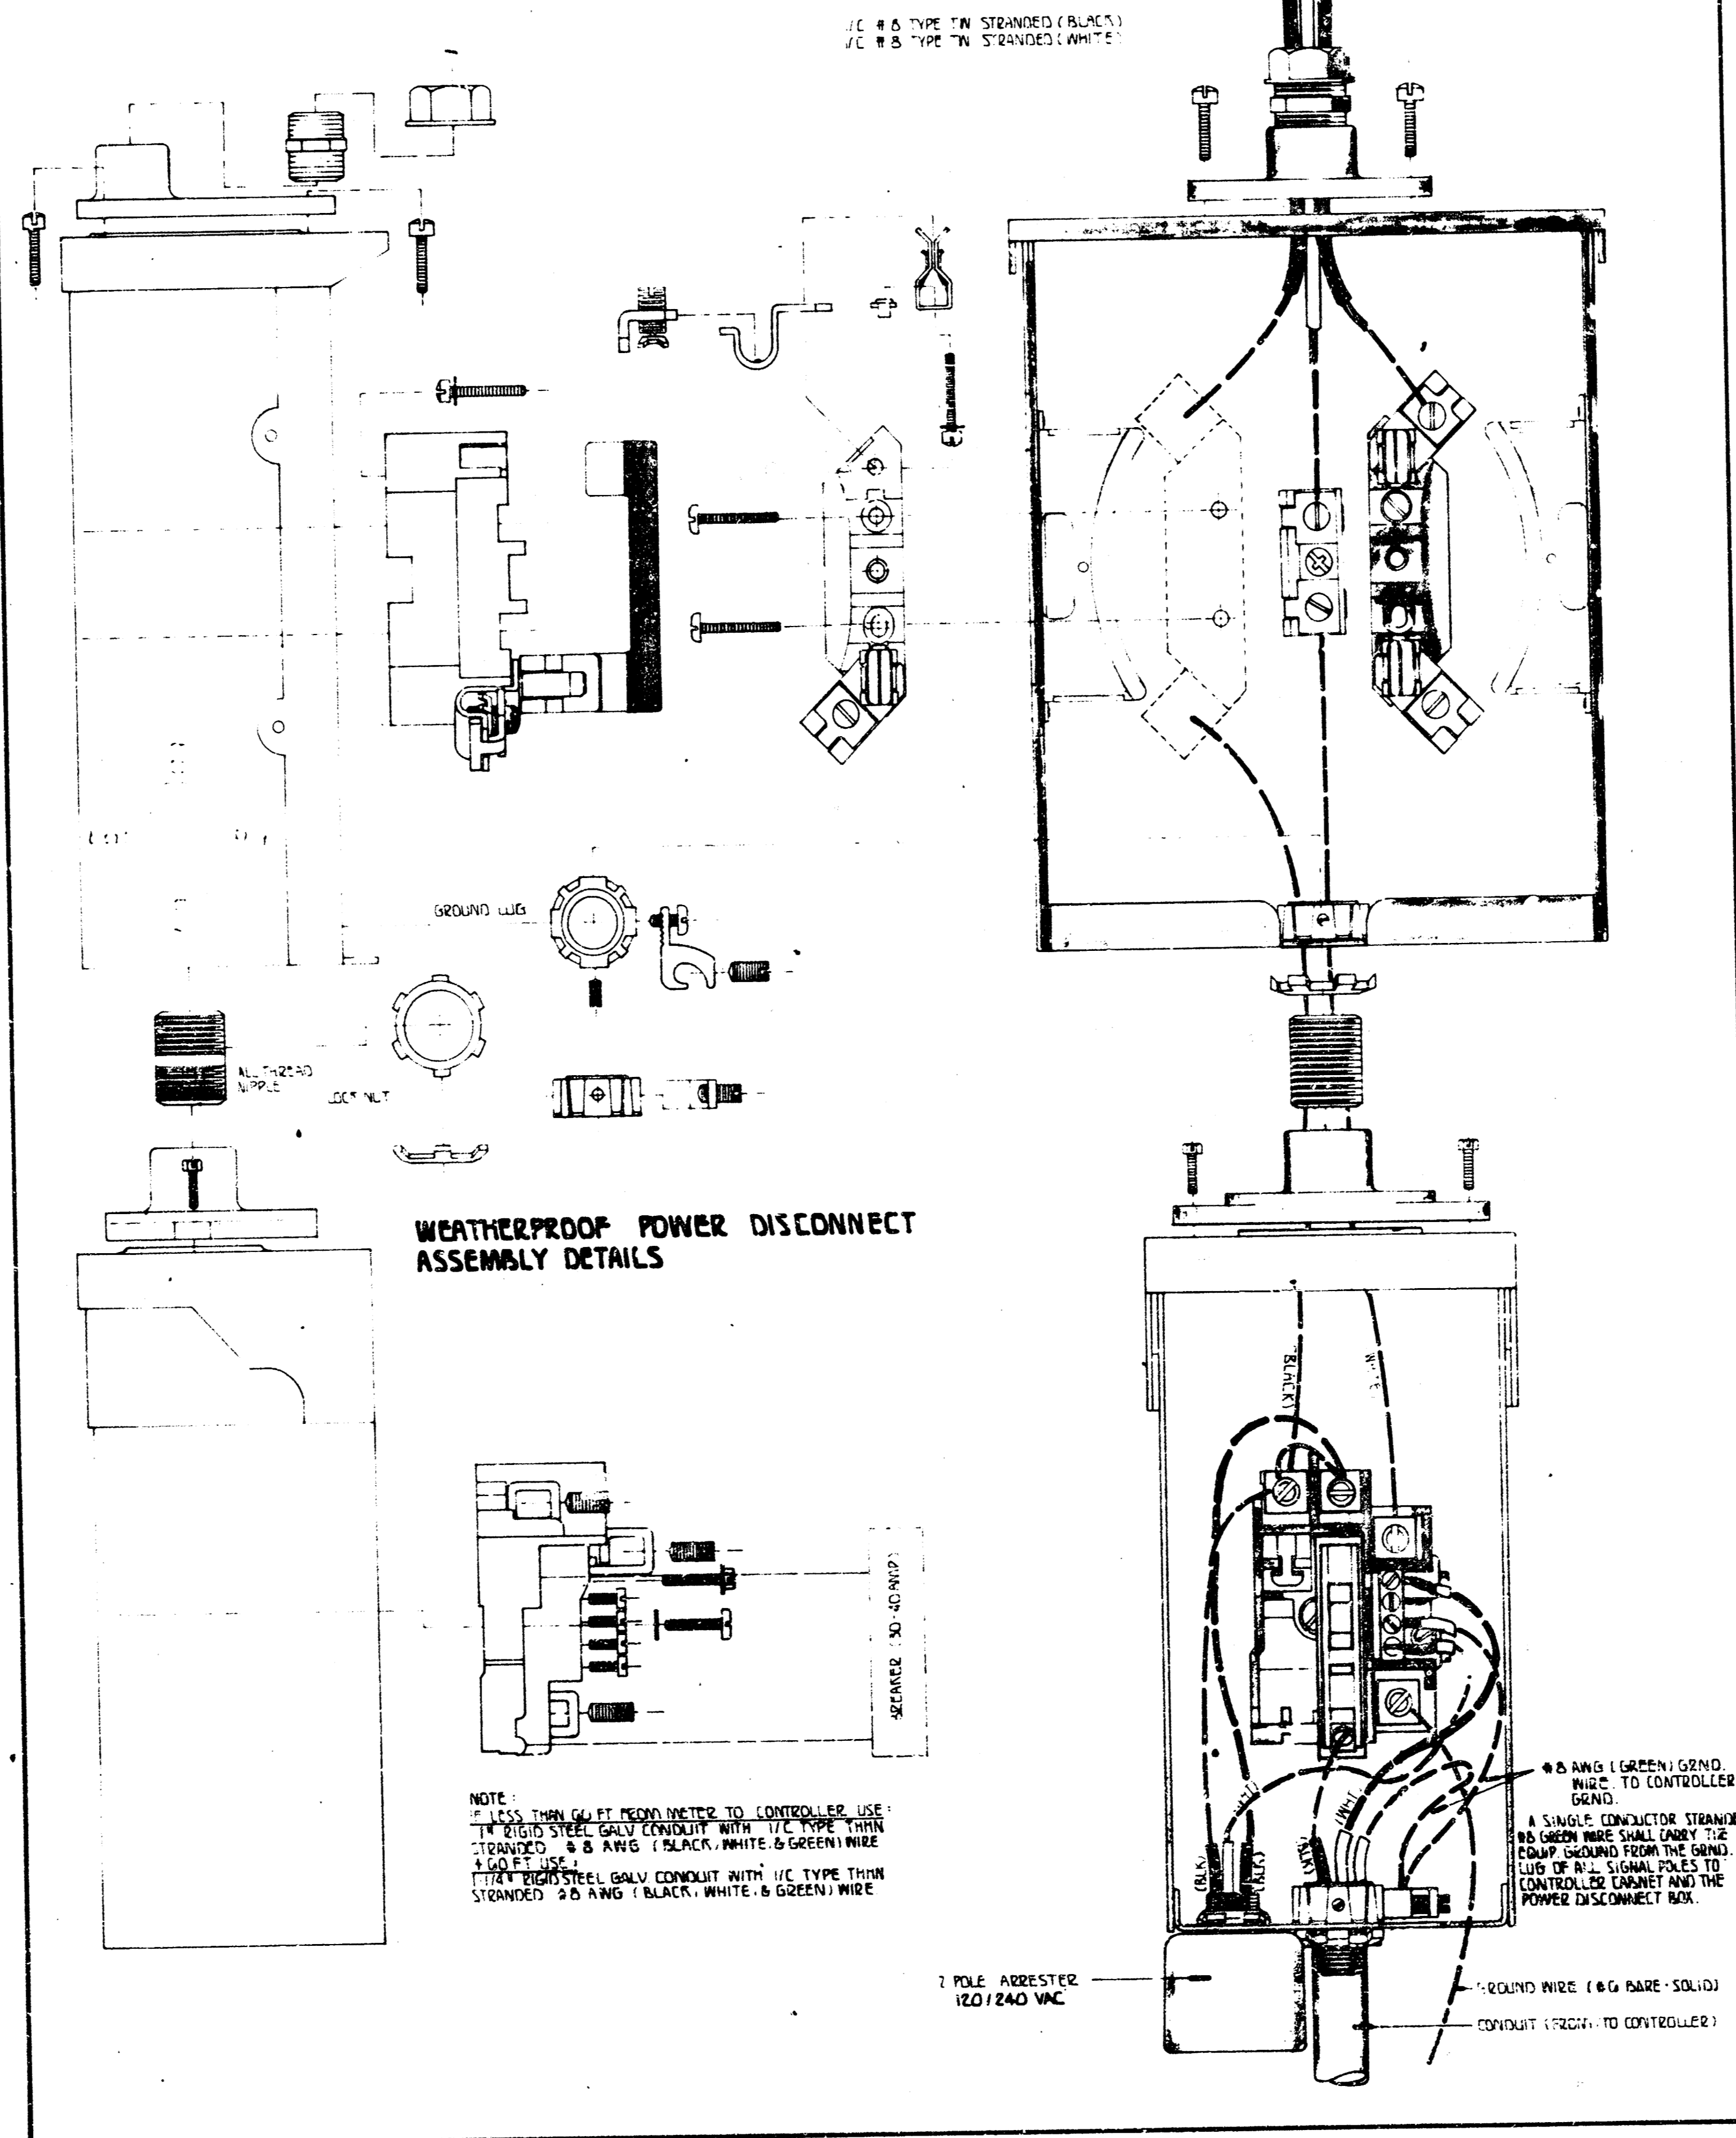 1/C # 8 TYPE TW STRANDED (BLACK)
1/C # 8 TYPE TW STRANDED (WHITE)
GROUND LUG
ALL THREAD
NIPPLE
LOCK NUT
WEATHERPROOF POWER DISCONNECT
ASSEMBLY DETAILS
(BLACK)
BREAKER (30-40 AMP)
NOTE:
IF LESS THAN 60 FT FROM METER TO CONTROLLER USE:
1" RIGID STEEL GALV CONDUIT WITH 1/C TYPE THHN
STRANDED #8 AWG (BLACK, WHITE, & GREEN) WIRE
+ 60 FT USE:
1-1/4" RIGID STEEL GALV. CONDUIT WITH 1/C TYPE THHN
STRANDED #8 AWG (BLACK, WHITE, & GREEN) WIRE
#8 AWG (GREEN) GRND.
WIRE. TO CONTROLLER
GRND.
A SINGLE CONDUCTOR
#8 GREEN WIRE SHALL CARRY THE
EQUIP. GROUND FROM THE GRND.
LUG OF ALL SIGNAL POLES TO
CONTROLLER CABNET AND THE
POWER DISCONNECT BOX.
(BLK)
(BLK)
(BLK)
(WHT
2 POLE ARRESTER
120/240 VAC
GROUND WIRE (#6 BARE-SOLID)
CONDUIT (FROM TO CONTROLLER)